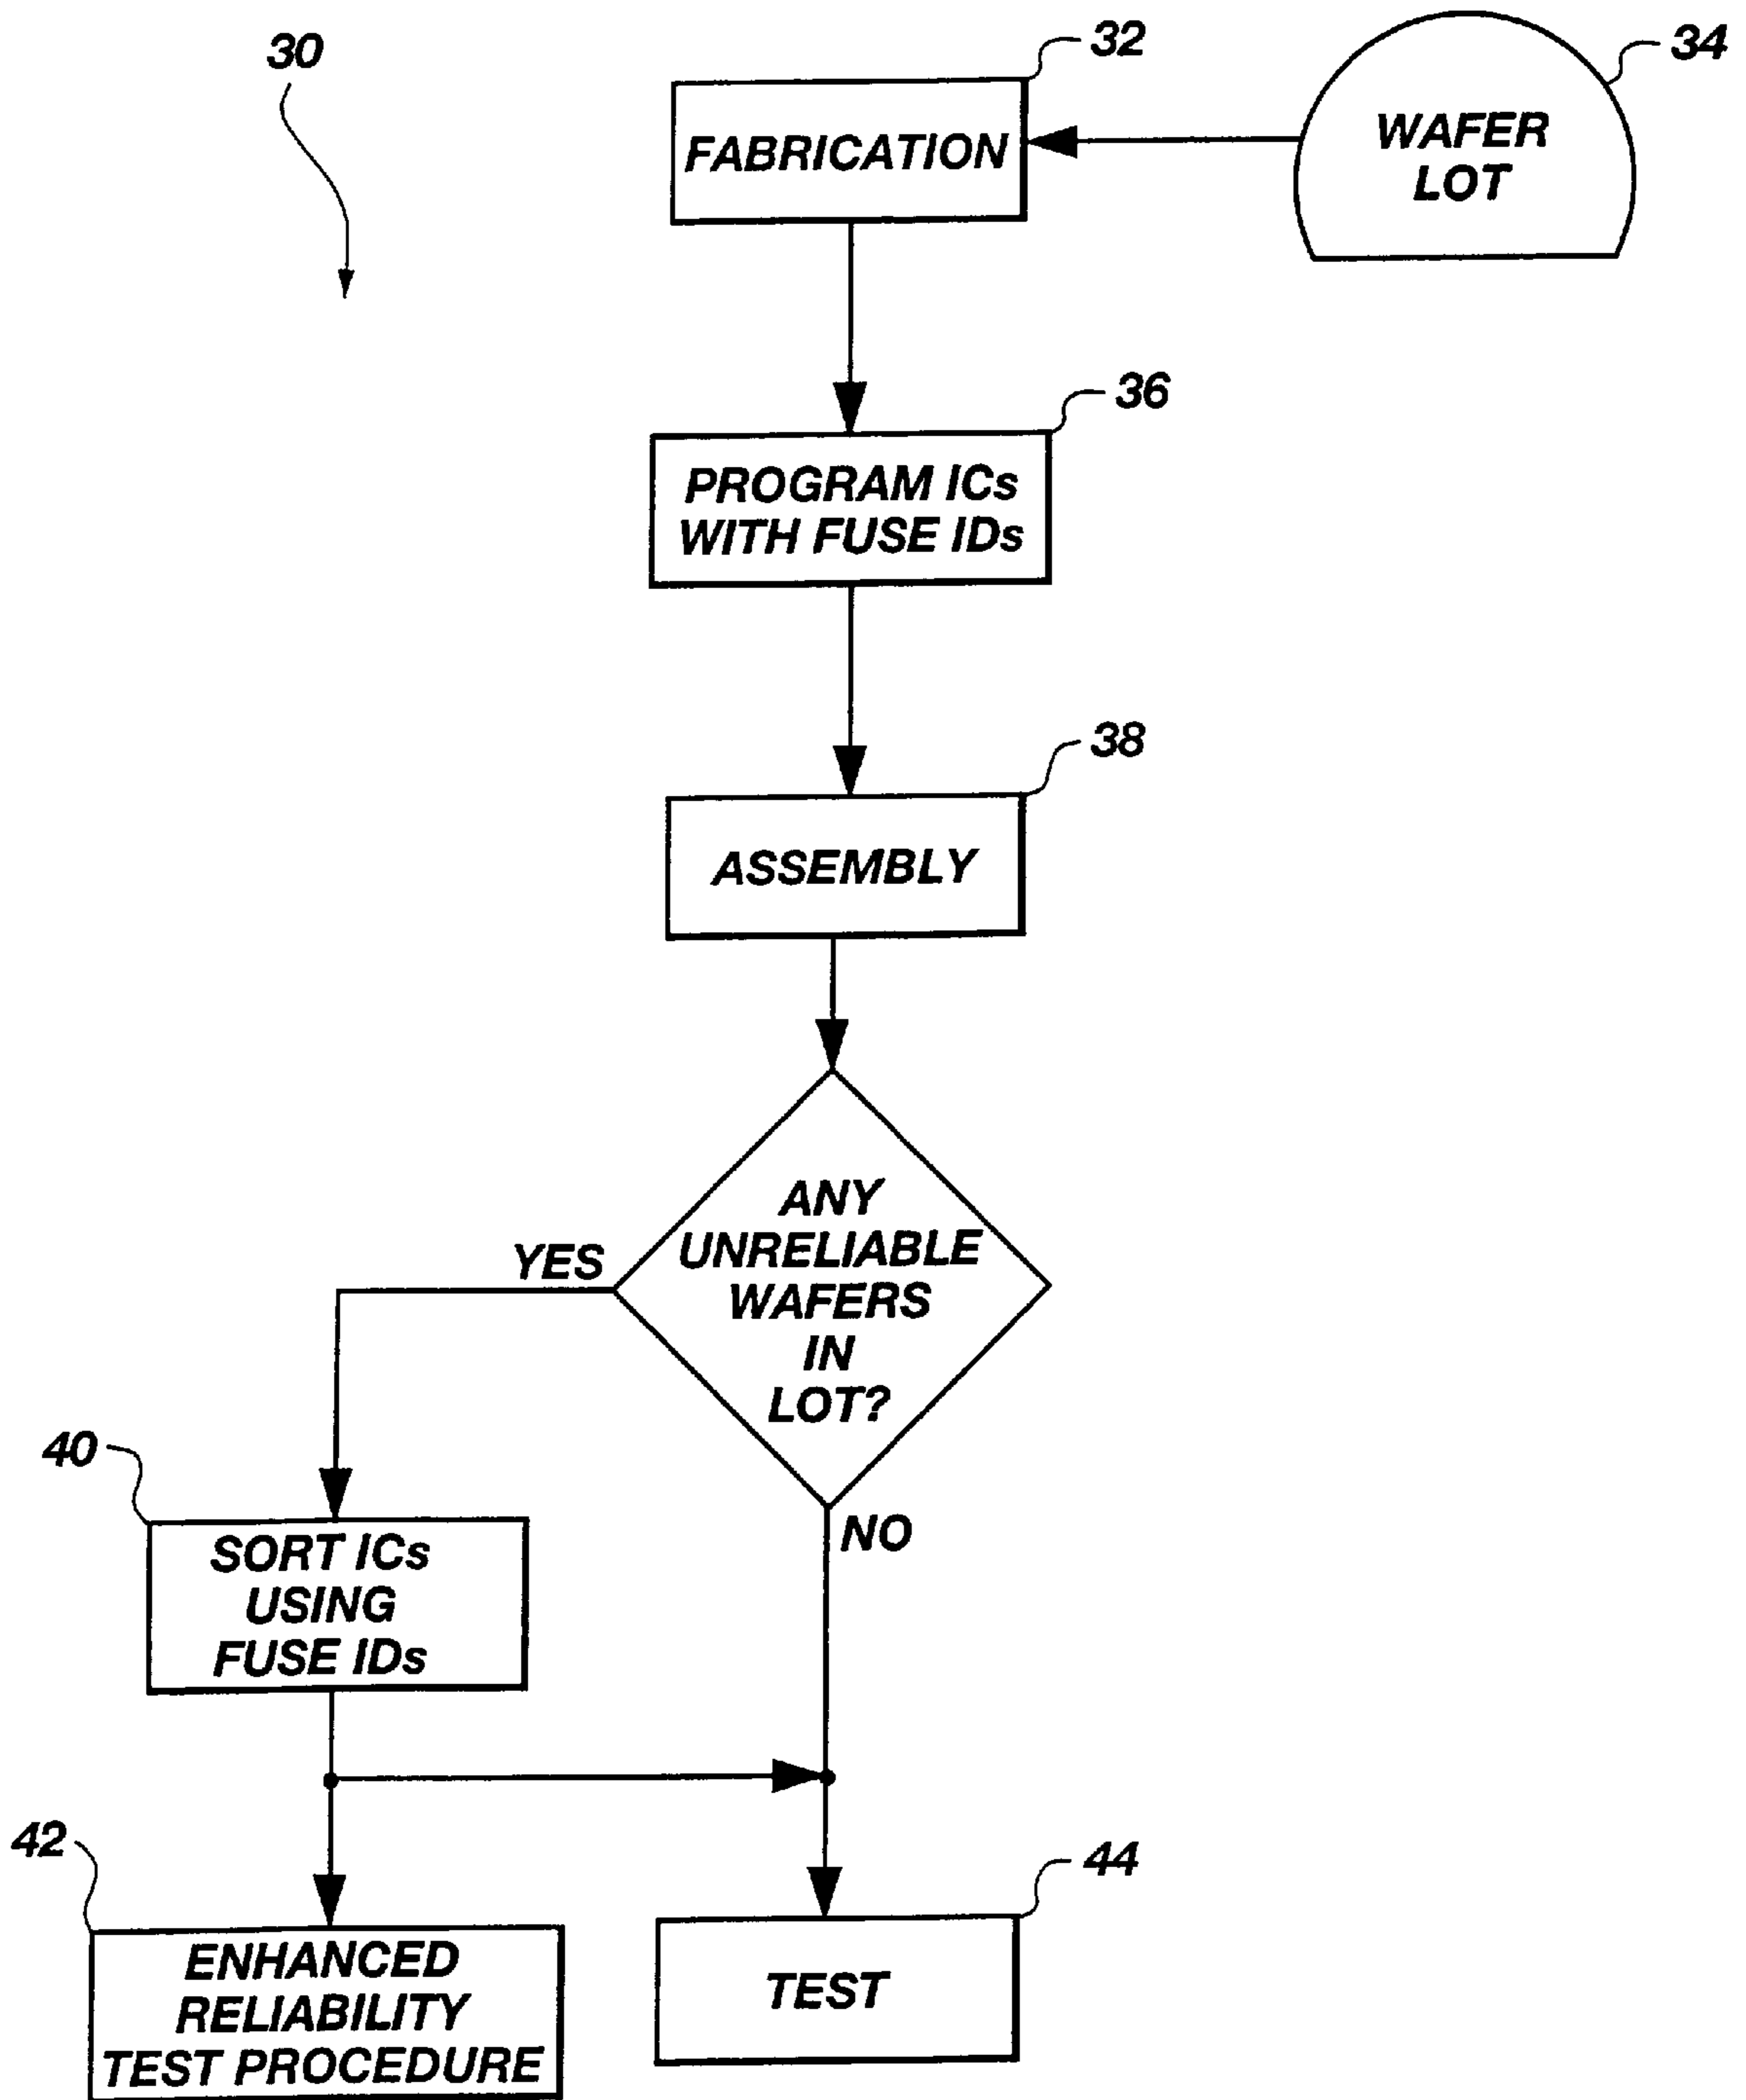 30
32
34
FABRICATION
WAFER
LOT
36
PROGRAM ICs
WITH FUSE IDs
38
ASSEMBLY
ANY
UNRELIABLE
WAFERS
IN
LOT?
YES
NO
40
SORT ICs
USING
FUSE IDs
42
ENHANCED
RELIABILITY
TEST PROCEDURE
44
TEST